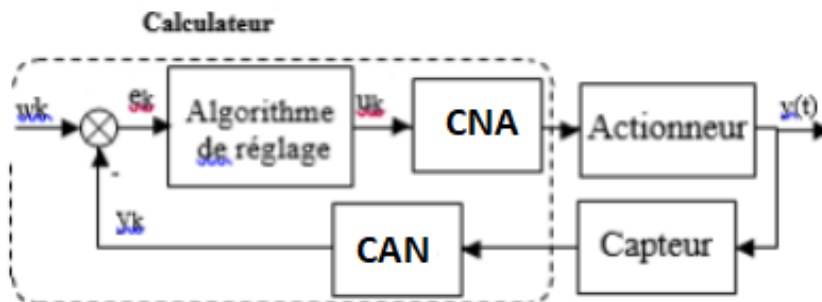 Calculateur
wk
ek
Algorithme
de réglage
uk
CNA
Actionneur
y(t)
-
yk
CAN
Capteur